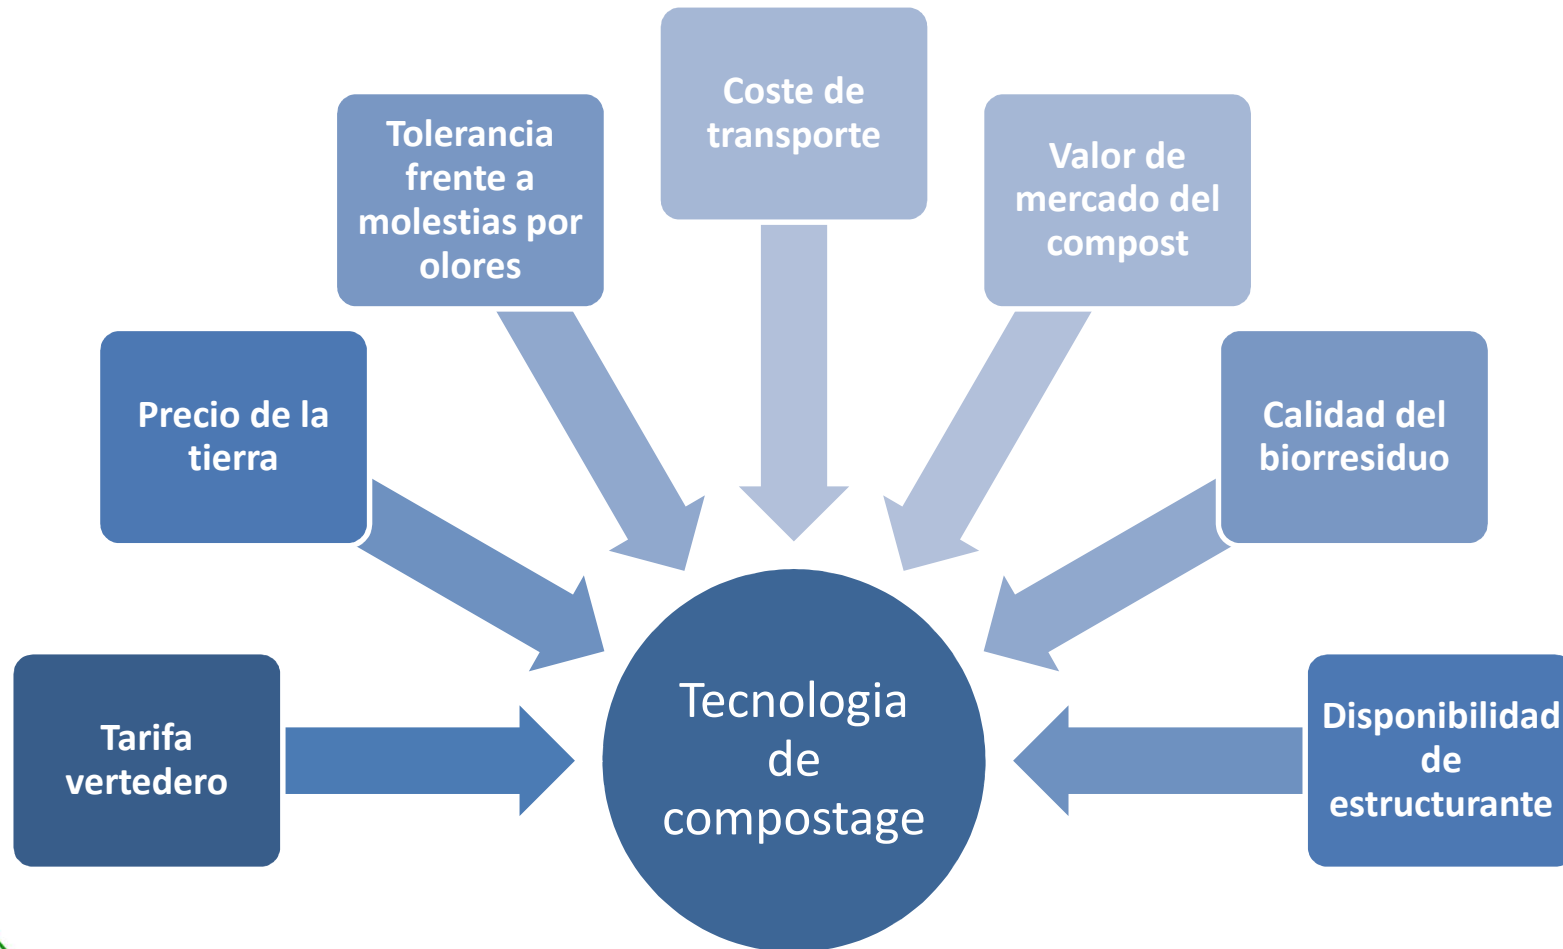 Coste de
transporte
Tolerancia
frente a
molestias por
olores
Valor de
mercado del
compost
Precio de la
tierra
Calidad del
biorresiduo
Tarifa
vertedero
Tecnologia
de
compostage
Disponibilidad
de
estructurante